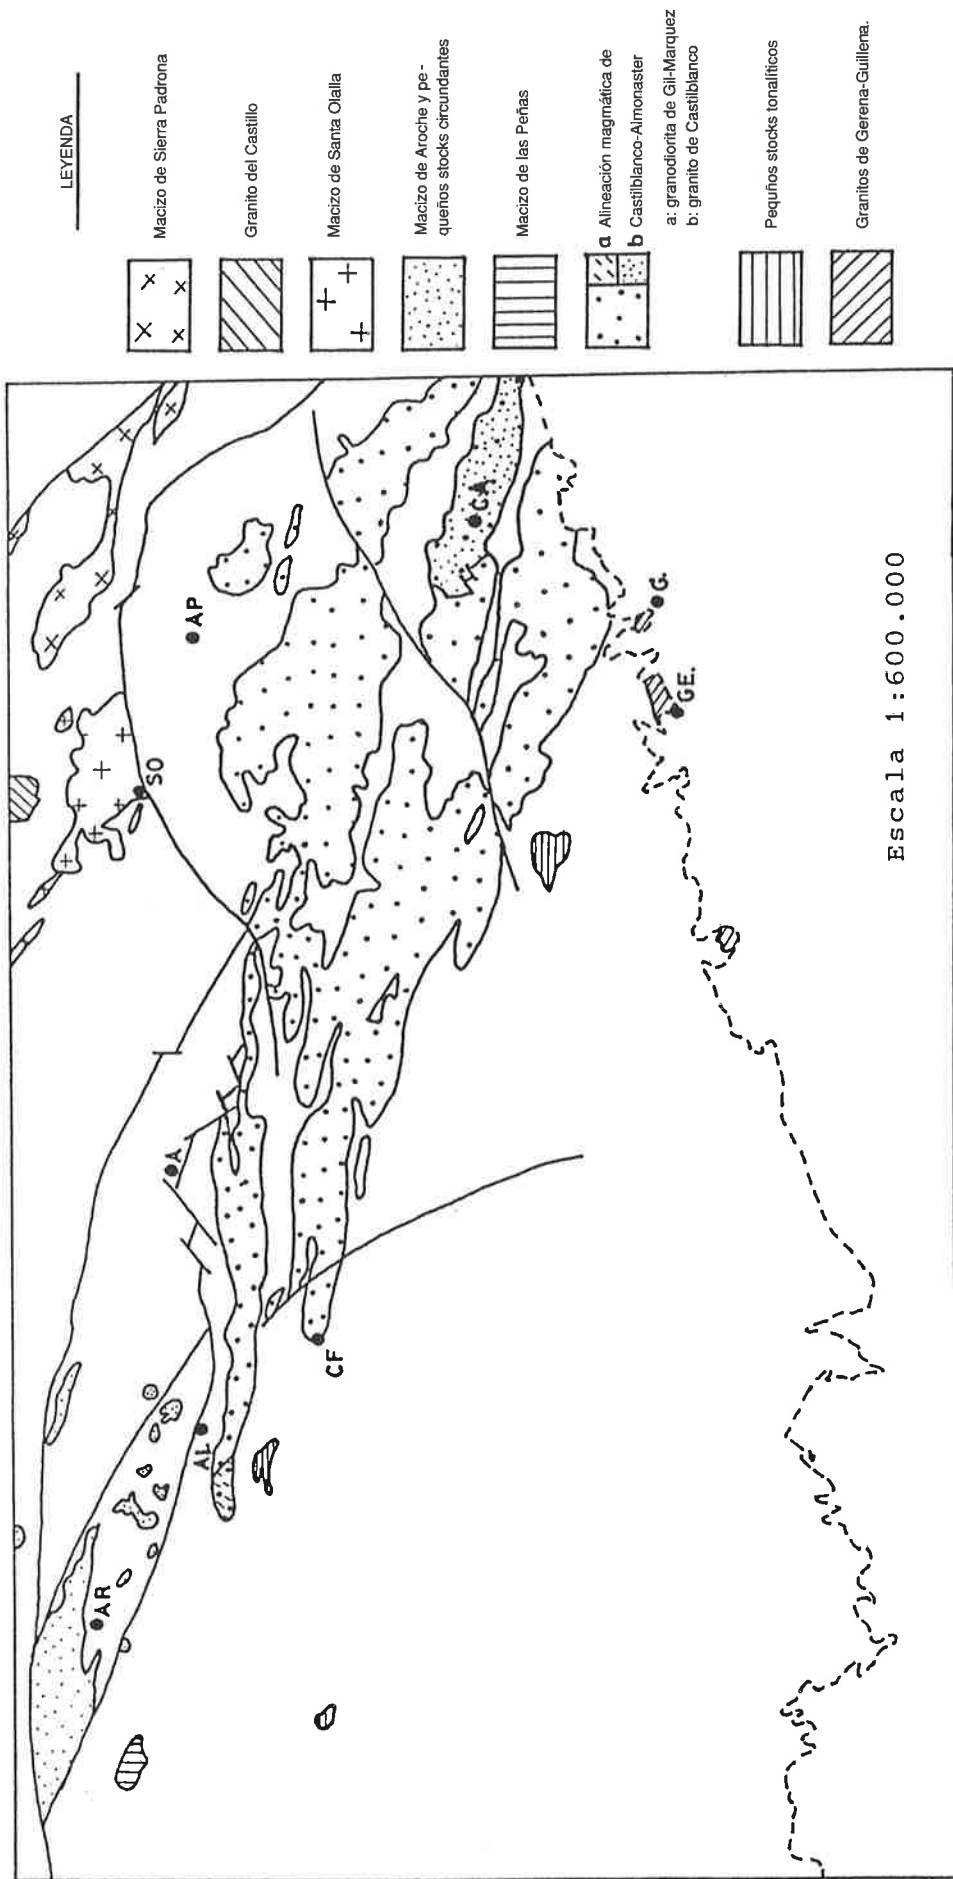 LEYENDA
Macizo de Sierra Padrona
Granito del Castillo
Macizo de Santa Olalla
Macizo de Aroche y pe-
queños stocks circundantes
Macizo de las Peñas
a Alineación magmática de
b Castilblanco-Almonaster
a: granodiorita de Gil-Marquez
b: granito de Castilblanco
Pequños stocks tonalíticos
Granitos de Gerena-Guillena.
AR
AL
A
CF
SO
AP
CA
GE.
G.
Escala 1:600.000